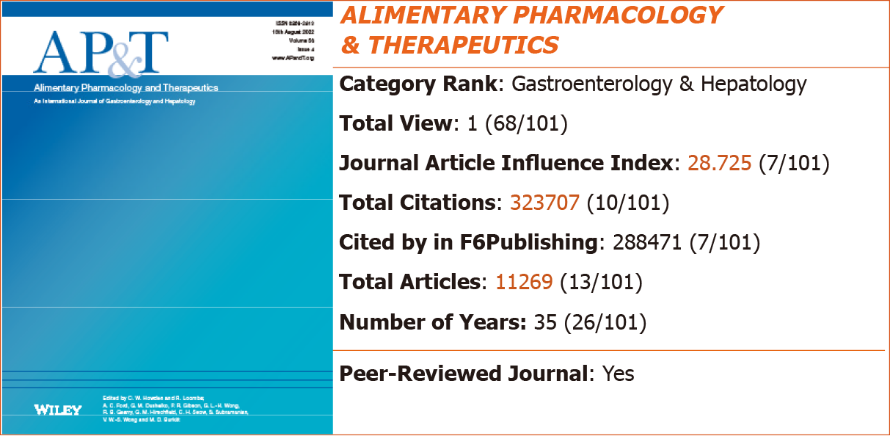 ISSN 0269-2813
15th August 2002
Volume 56
Issue 4
www.APandT.org
AP&T
Alimentary Pharmacology and Therapeutics
An International Journal of Gastroenterology and Hepatology
WILEY
Edited by C. W. Howden and R. Loomba;
V. W.-S. Wong and M. D. Burkill
ALIMENTARY PHARMACOLOGY
& THERAPEUTICS
Category Rank: Gastroenterology & Hepatology
Total View: 1 (68/101)
Journal Article Influence Index: 28.725 (7/101)
Total Citations: 323707 (10/101)
Cited by in F6Publishing: 288471 (7/101)
Total Articles: 11269 (13/101)
Number of Years: 35 (26/101)
Peer-Reviewed Journal: Yes